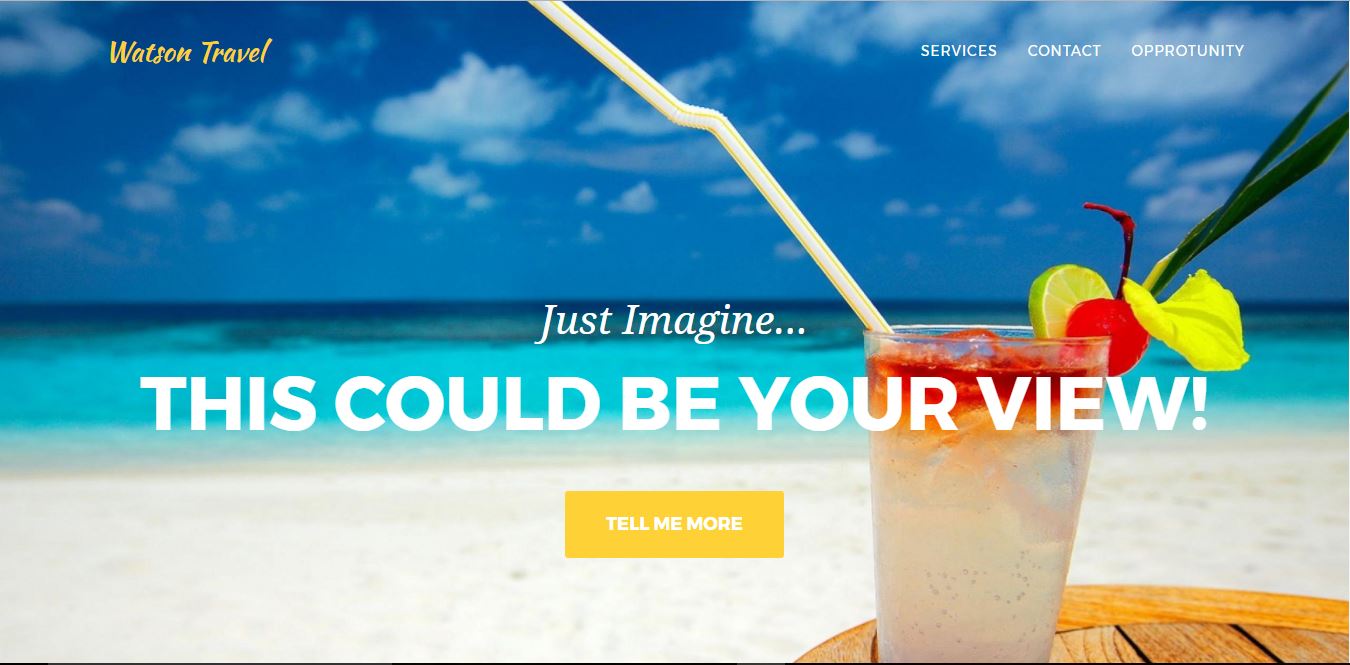 Watson Travel
SERVICES CONTACT OPPROTUNITY
Just Imagine...
THIS COULD BE YOUR VIEW!
TELL ME MORE